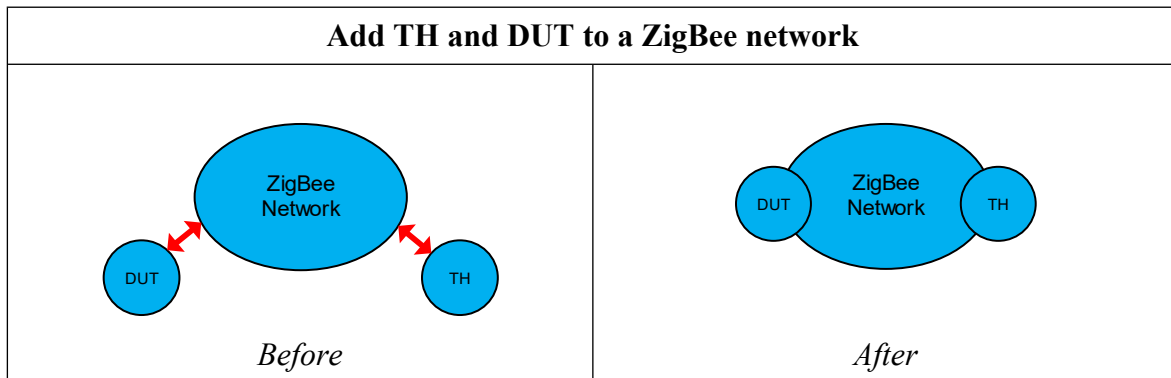 Add TH and DUT to a ZigBee network
ZigBee
Network
DUT
TH
Before
ZigBee
Network
DUT
TH
After